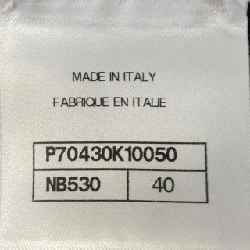 MADE IN ITALY
FABRIQUE EN ITALIE
P70430K10050
NB530 40